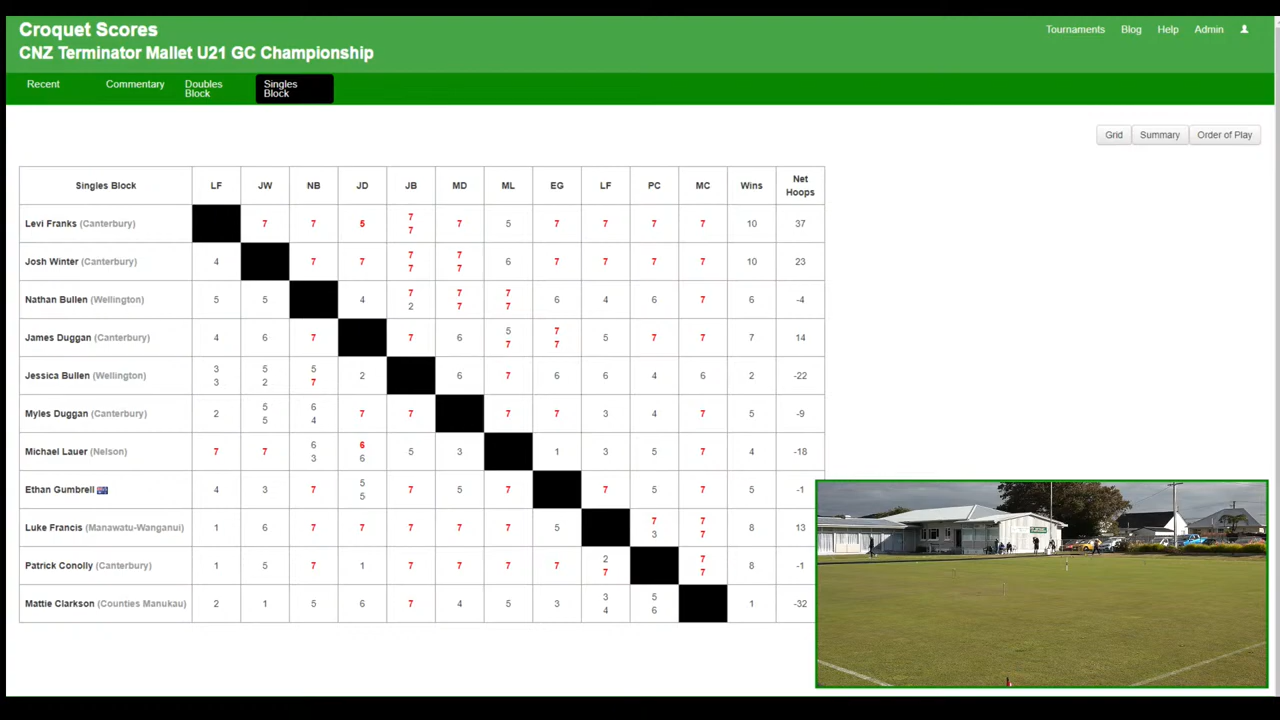 Croquet Scores
CNZ Terminator Mallet U21 GC Championship
Tournaments Blog Help Admin
Recent Commentary Doubles Block Singles Block
Grid Summary Order of Play
Singles Block LF JW NB JD JB MD ML EG LF PC MC Wins Net Hoops
Levi Franks (Canterbury) 7 7 5 7 7 7 5 7 7 7 7 10 37
Josh Winter (Canterbury) 4 7 7 7 7 7 7 6 7 7 7 7 10 23
Nathan Bullen (Wellington) 5 5 4 7 2 7 7 7 7 6 4 6 7 6 -4
James Duggan (Canterbury) 4 6 7 7 6 5 7 7 7 5 7 7 7 14
Jessica Bullen (Wellington) 3 3 5 2 5 7 2 6 7 6 6 4 6 2 -22
Myles Duggan (Canterbury) 2 5 5 6 4 7 7 7 7 3 4 7 5 -9
Michael Lauer (Nelson) 7 7 6 3 6 6 5 3 1 3 5 7 4 -18
Ethan Gumbrell 4 3 7 5 5 7 5 7 7 5 7 5 -1
Luke Francis (Manawatu-Wanganui) 1 6 7 7 7 7 7 5 7 3 7 7 8 13
Patrick Conolly (Canterbury) 1 5 7 1 7 7 7 7 2 7 7 7 8 -1
Mattie Clarkson (Counties Manukau) 2 1 5 6 7 4 5 3 3 4 5 6 1 -32